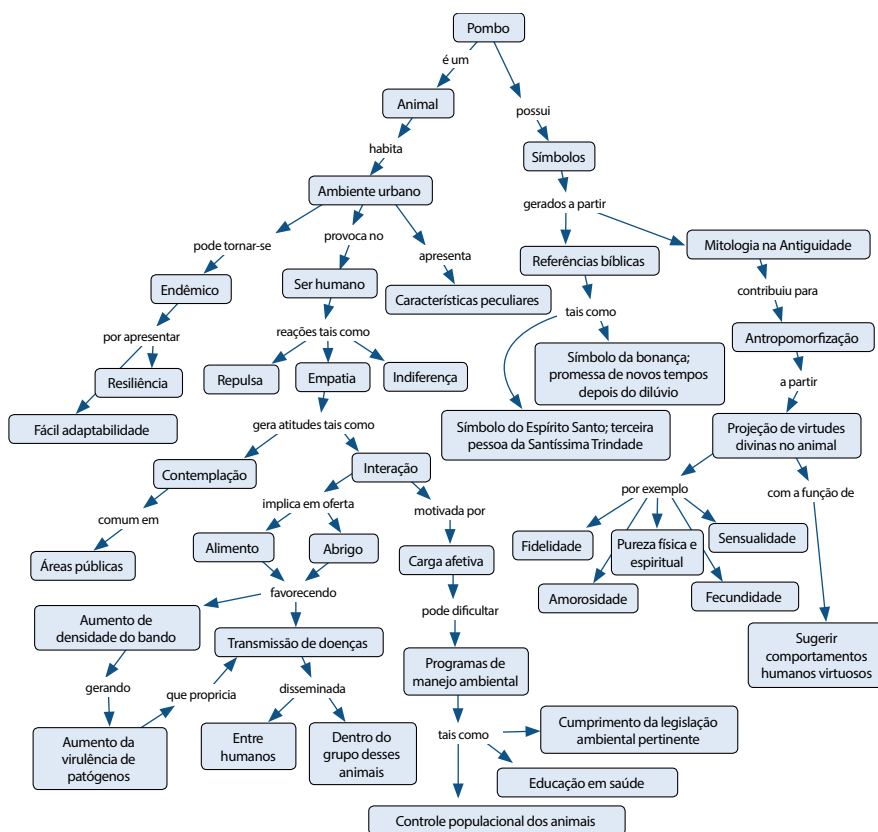 Pombo
é um
possui
Animal
Símbolos
habita
gerados a partir
Ambiente urbano
Mitologia na Antiguidade
Referências bíblicas
pode tornar-se
provoca no
apresenta
Endêmico
Ser humano
Características peculiares
contribuiu para
tais como
Antropomorfização
por apresentar
reações tais como
Resiliência
Repulsa
Empatia
Indiferença
Símbolo da bonança;
promessa de novos tempos
depois do dilúvio
a partir
Fácil adaptabilidade
gera atitudes tais como
Símbolo do Espírito Santo; terceira
pessoa da Santíssima Trindade
Projeção de virtudes
divinas no animal
Contemplação
Interação
por exemplo
com a função de
comum em
implica em oferta
motivada por
Fidelidade
Pureza física e
espiritual
Sensualidade
Áreas públicas
Alimento
Abrigo
Carga afetiva
Amorosidade
Fecundidade
favorecendo
Aumento de
densidade do bando
Transmissão de doenças
pode dificultar
Sugerir
comportamentos
humanos virtuosos
Programas de
manejo ambiental
gerando
que propricia
disseminada
Aumento da
virulência de
patógenos
Entre
humanos
Dentro do
grupo desses
animais
tais como
Cumprimento da legislação
ambiental pertinente
Educação em saúde
Controle populacional dos animais